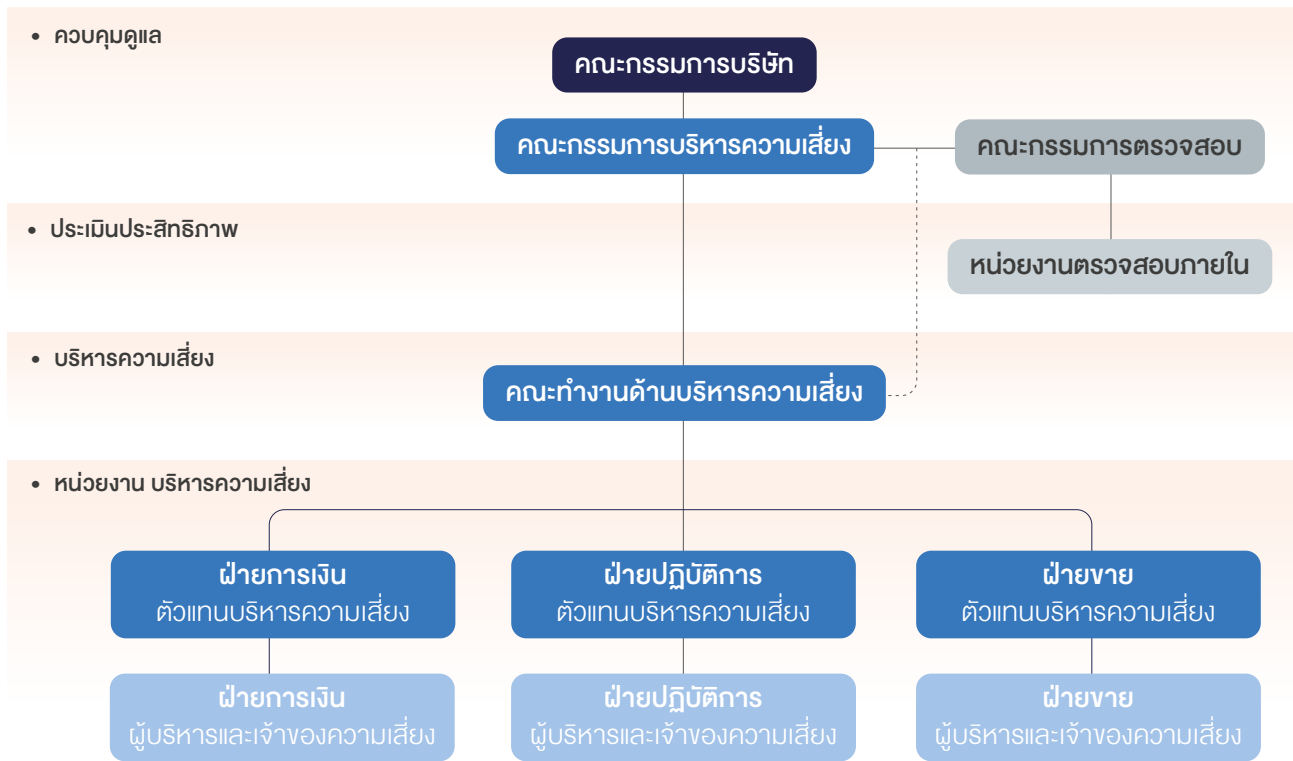 • ควบคุมดูแล
คณะกรรมการบริษัท
คณะกรรมการบริหารความเสี่ยง
คณะกรรมการตรวจสอบ
• ประเมินประสิทธิภาพ
หน่วยงานตรวจสอบภายใน
• บริหารความเสี่ยง
คณะทำงานด้านบริหารความเสี่ยง
• หน่วยงาน บริหารความเสี่ยง
ฝ่ายการเงิน
ตัวแทนบริหารความเสี่ยง
ฝ่ายปฏิบัติการ
ตัวแทนบริหารความเสี่ยง
ฝ่ายขาย
ตัวแทนบริหารความเสี่ยง
ฝ่ายการเงิน
ผู้บริหารและเจ้าของความเสี่ยง
ฝ่ายปฏิบัติการ
ผู้บริหารและเจ้าของความเสี่ยง
ฝ่ายขาย
ผู้บริหารและเจ้าของความเสี่ยง